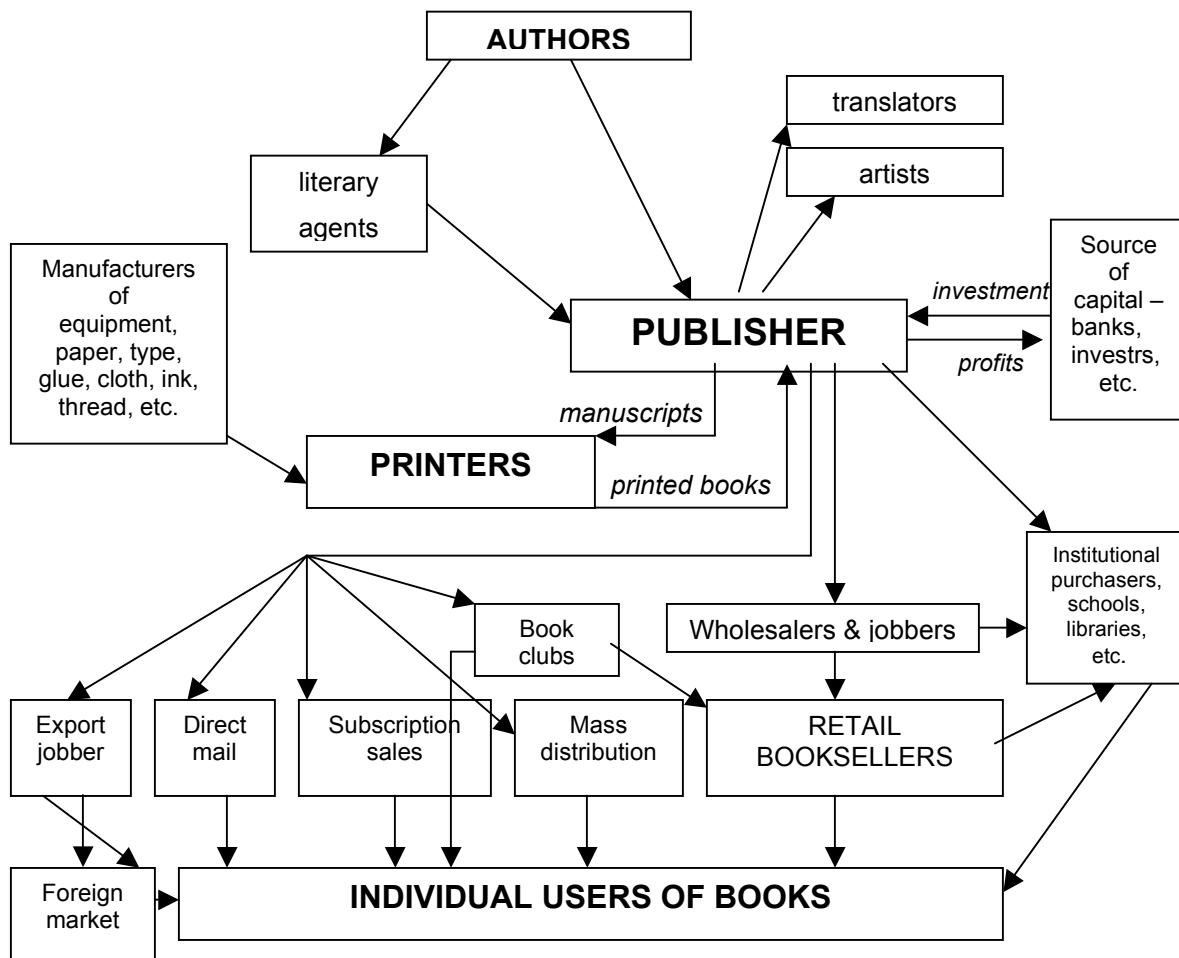 AUTHORS
translators
artists
literary
agents
Manufacturers
of
equipment,
paper, type,
glue, cloth, ink,
thread, etc.
Source
of
capital –
banks,
investrs,
etc.
investment
PUBLISHER
profits
manuscripts
PRINTERS
printed books
Institutional
purchasers,
schools,
libraries,
etc.
Book
clubs
Wholesalers & jobbers
Export
jobber
Direct
mail
Subscription
sales
Mass
distribution
RETAIL
BOOKSELLERS
Foreign
market
INDIVIDUAL USERS OF BOOKS